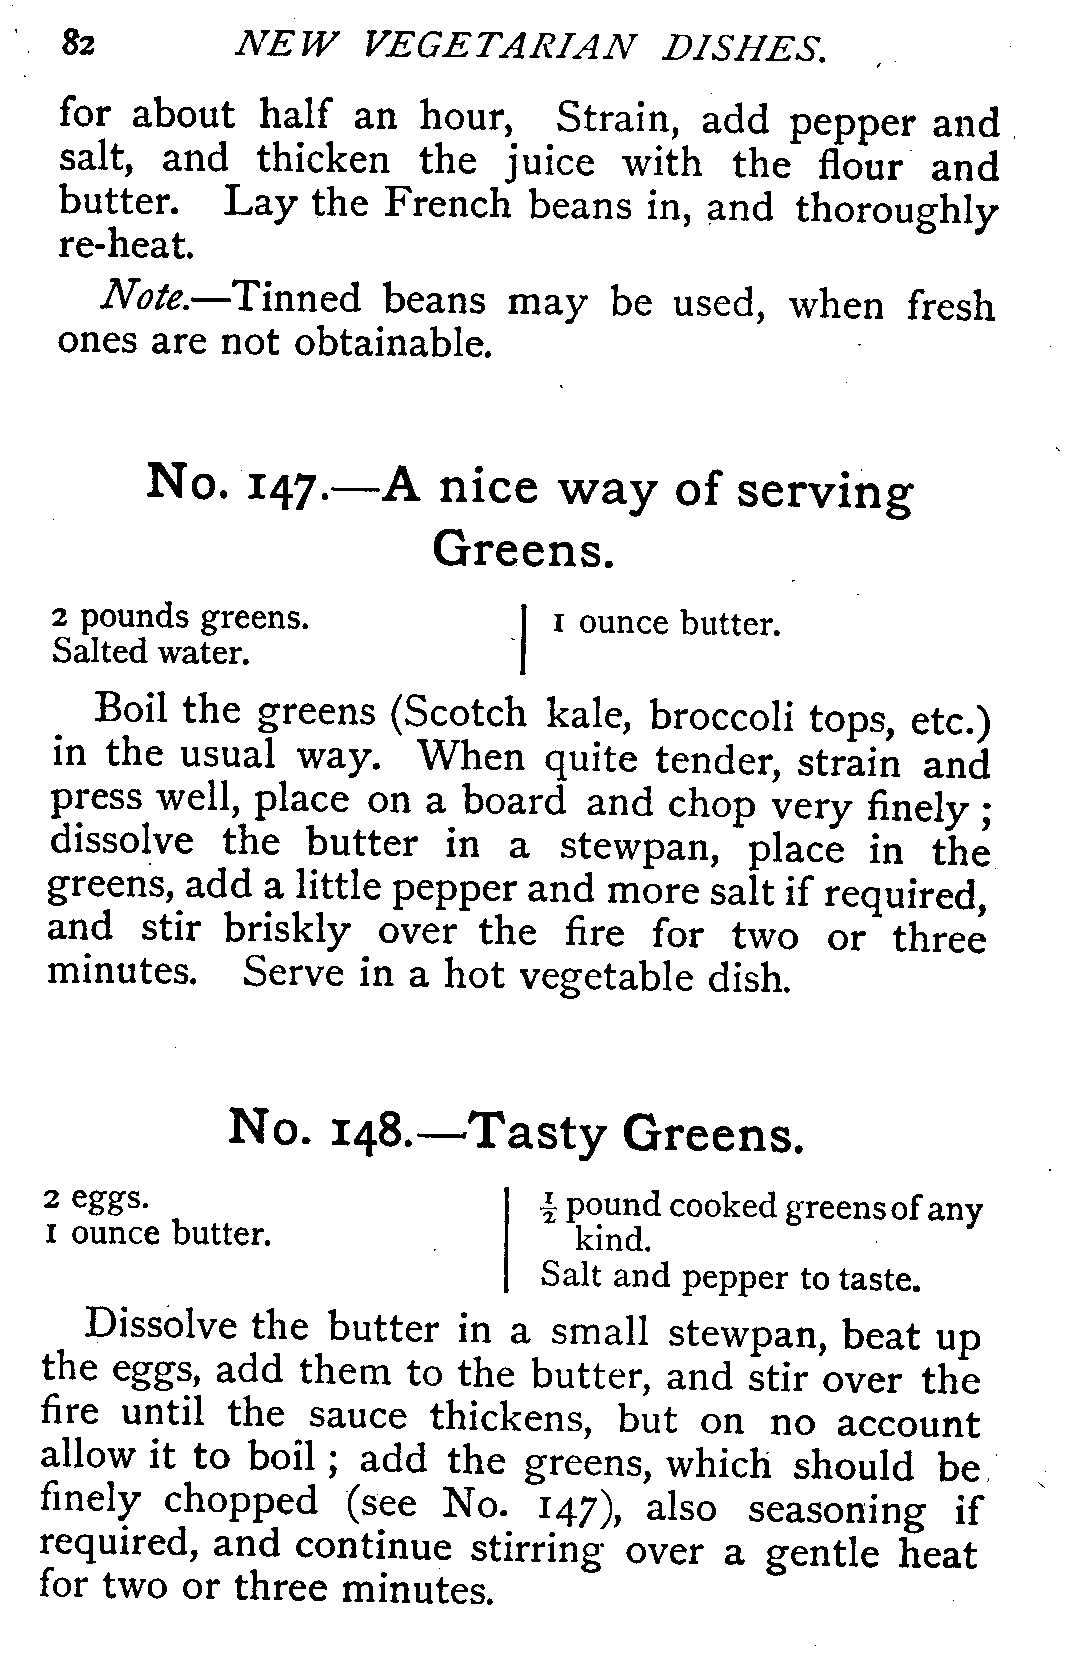 82 NEW VEGETARIAN DISHES.
for about half an hour, Strain, add pepper and
salt, and thicken the juice with the flour and
butter. Lay the French beans in, and thoroughly
re-heat.
Note.—Tinned beans may be used, when fresh
ones are not obtainable.
No. 147.—A nice way of serving
Greens.
2 pounds greens.
Salted water.
1 ounce butter.
Boil the greens (Scotch kale, broccoli tops, etc.)
in the usual way. When quite tender, strain and
press well, place on a board and chop very finely ;
dissolve the butter in a stewpan, place in the
greens, add a little pepper and more salt if required,
and stir briskly over the fire for two or three
minutes. Serve in a hot vegetable dish.
No. 148.—Tasty Greens.
2 eggs.
1 ounce butter.
½ pound cooked greens of any
kind.
Salt and pepper to taste.
Dissolve the butter in a small stewpan, beat up
the eggs, add them to the butter, and stir over the
fire until the sauce thickens, but on no account
allow it to boil ; add the greens, which should be
finely chopped (see No. 147), also seasoning if
required, and continue stirring over a gentle heat
for two or three minutes.